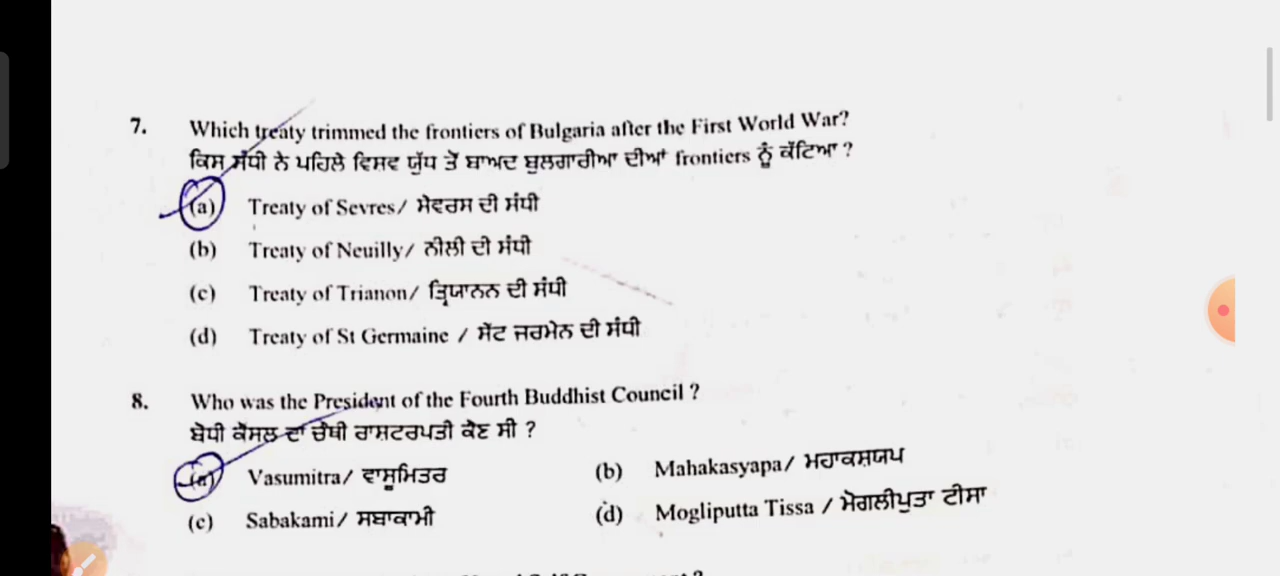 7. Which treaty trimmed the frontiers of Bulgaria after the First World War?
ਕਿਸ ਸੰਧੀ ਨੇ ਪਹਿਲੇ ਵਿਸ਼ਵ ਯੁੱਧ ਤੋਂ ਬਾਅਦ ਬੁਲਗਾਰੀਆ ਦੀਆਂ frontiers ਨੂੰ ਕੱਟਿਆ ?
(a) Treaty of Sevres/ ਸੇਵਰਸ ਦੀ ਸੰਧੀ
(b) Treaty of Neuilly/ ਨੀਲੀ ਦੀ ਸੰਧੀ
(c) Treaty of Trianon/ ਤ੍ਰਿਯਾਨਨ ਦੀ ਸੰਧੀ
(d) Treaty of St Germaine / ਸੇਂਟ ਜਰਮੇਨ ਦੀ ਸੰਧੀ
8. Who was the President of the Fourth Buddhist Council ?
ਬੋਧੀ ਕੌਂਸਲ ਦਾ ਚੌਥੀ ਰਾਸ਼ਟਰਪਤੀ ਕੌਣ ਸੀ ?
(a) Vasumitra/ ਵਾਸੂਮਿਤਰ (b) Mahakasyapa/ ਮਹਾਕਸ਼ਯਪ
(c) Sabakami/ ਸਬਾਕਾਮੀ (d) Mogliputta Tissa / ਮੋਗਲੀਪੁਤਾ ਟੀਸਾ